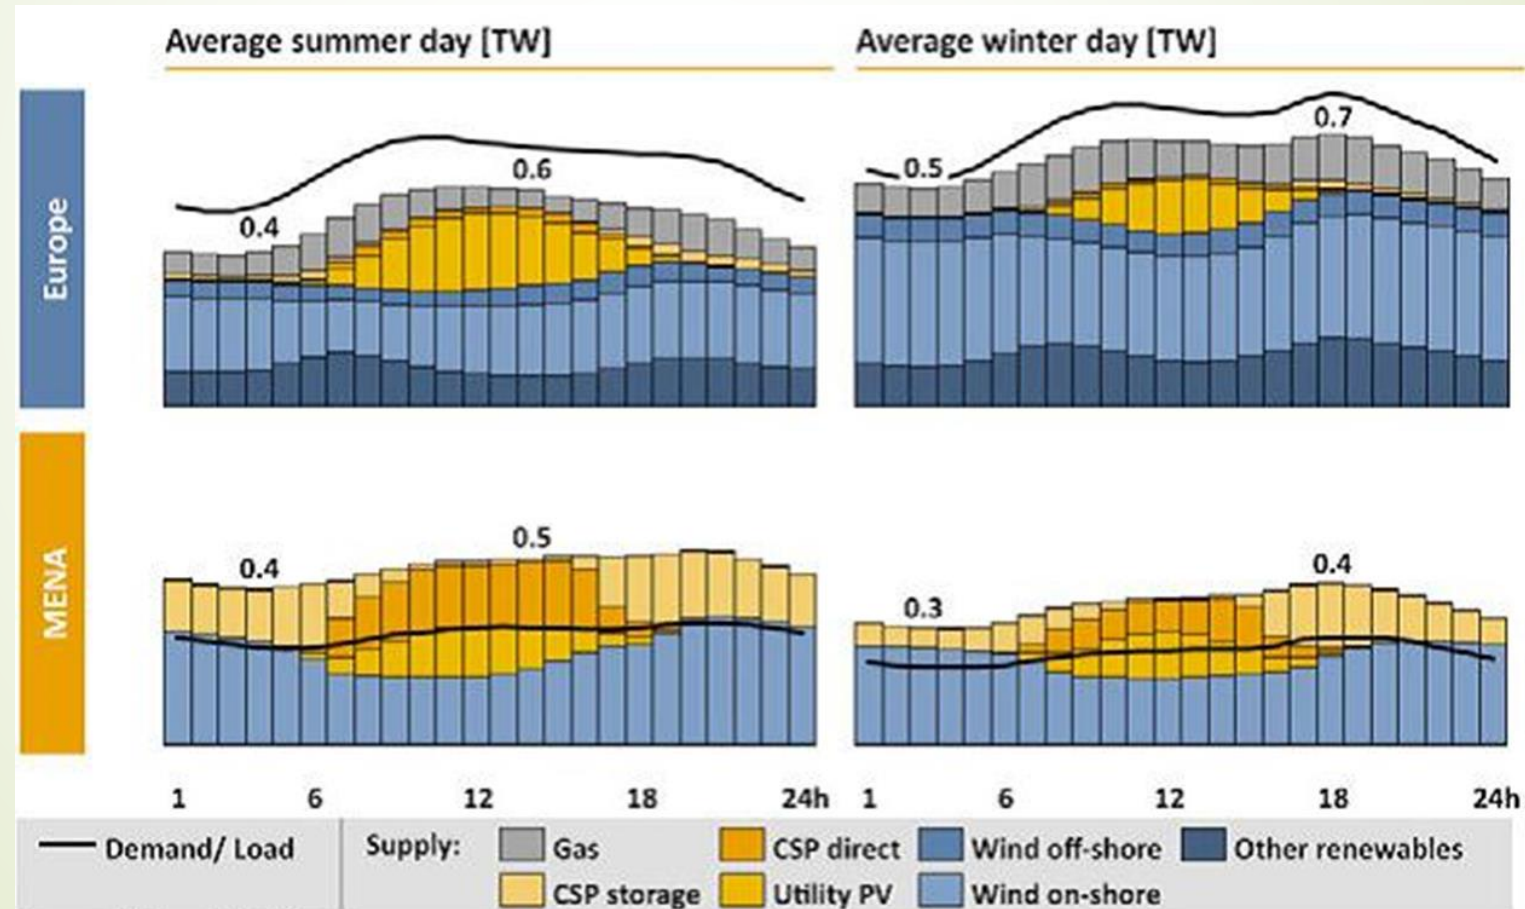 Average summer day [TW]
Average winter day [TW]
Europe
0.4
0.6
0.5
0.7
MENA
0.4
0.5
0.3
0.4
1 6 12 18 24h
1 6 12 18 24h
Demand/ Load
Supply:
Gas
CSP direct
Wind off-shore
Other renewables
CSP storage
Utility PV
Wind on-shore